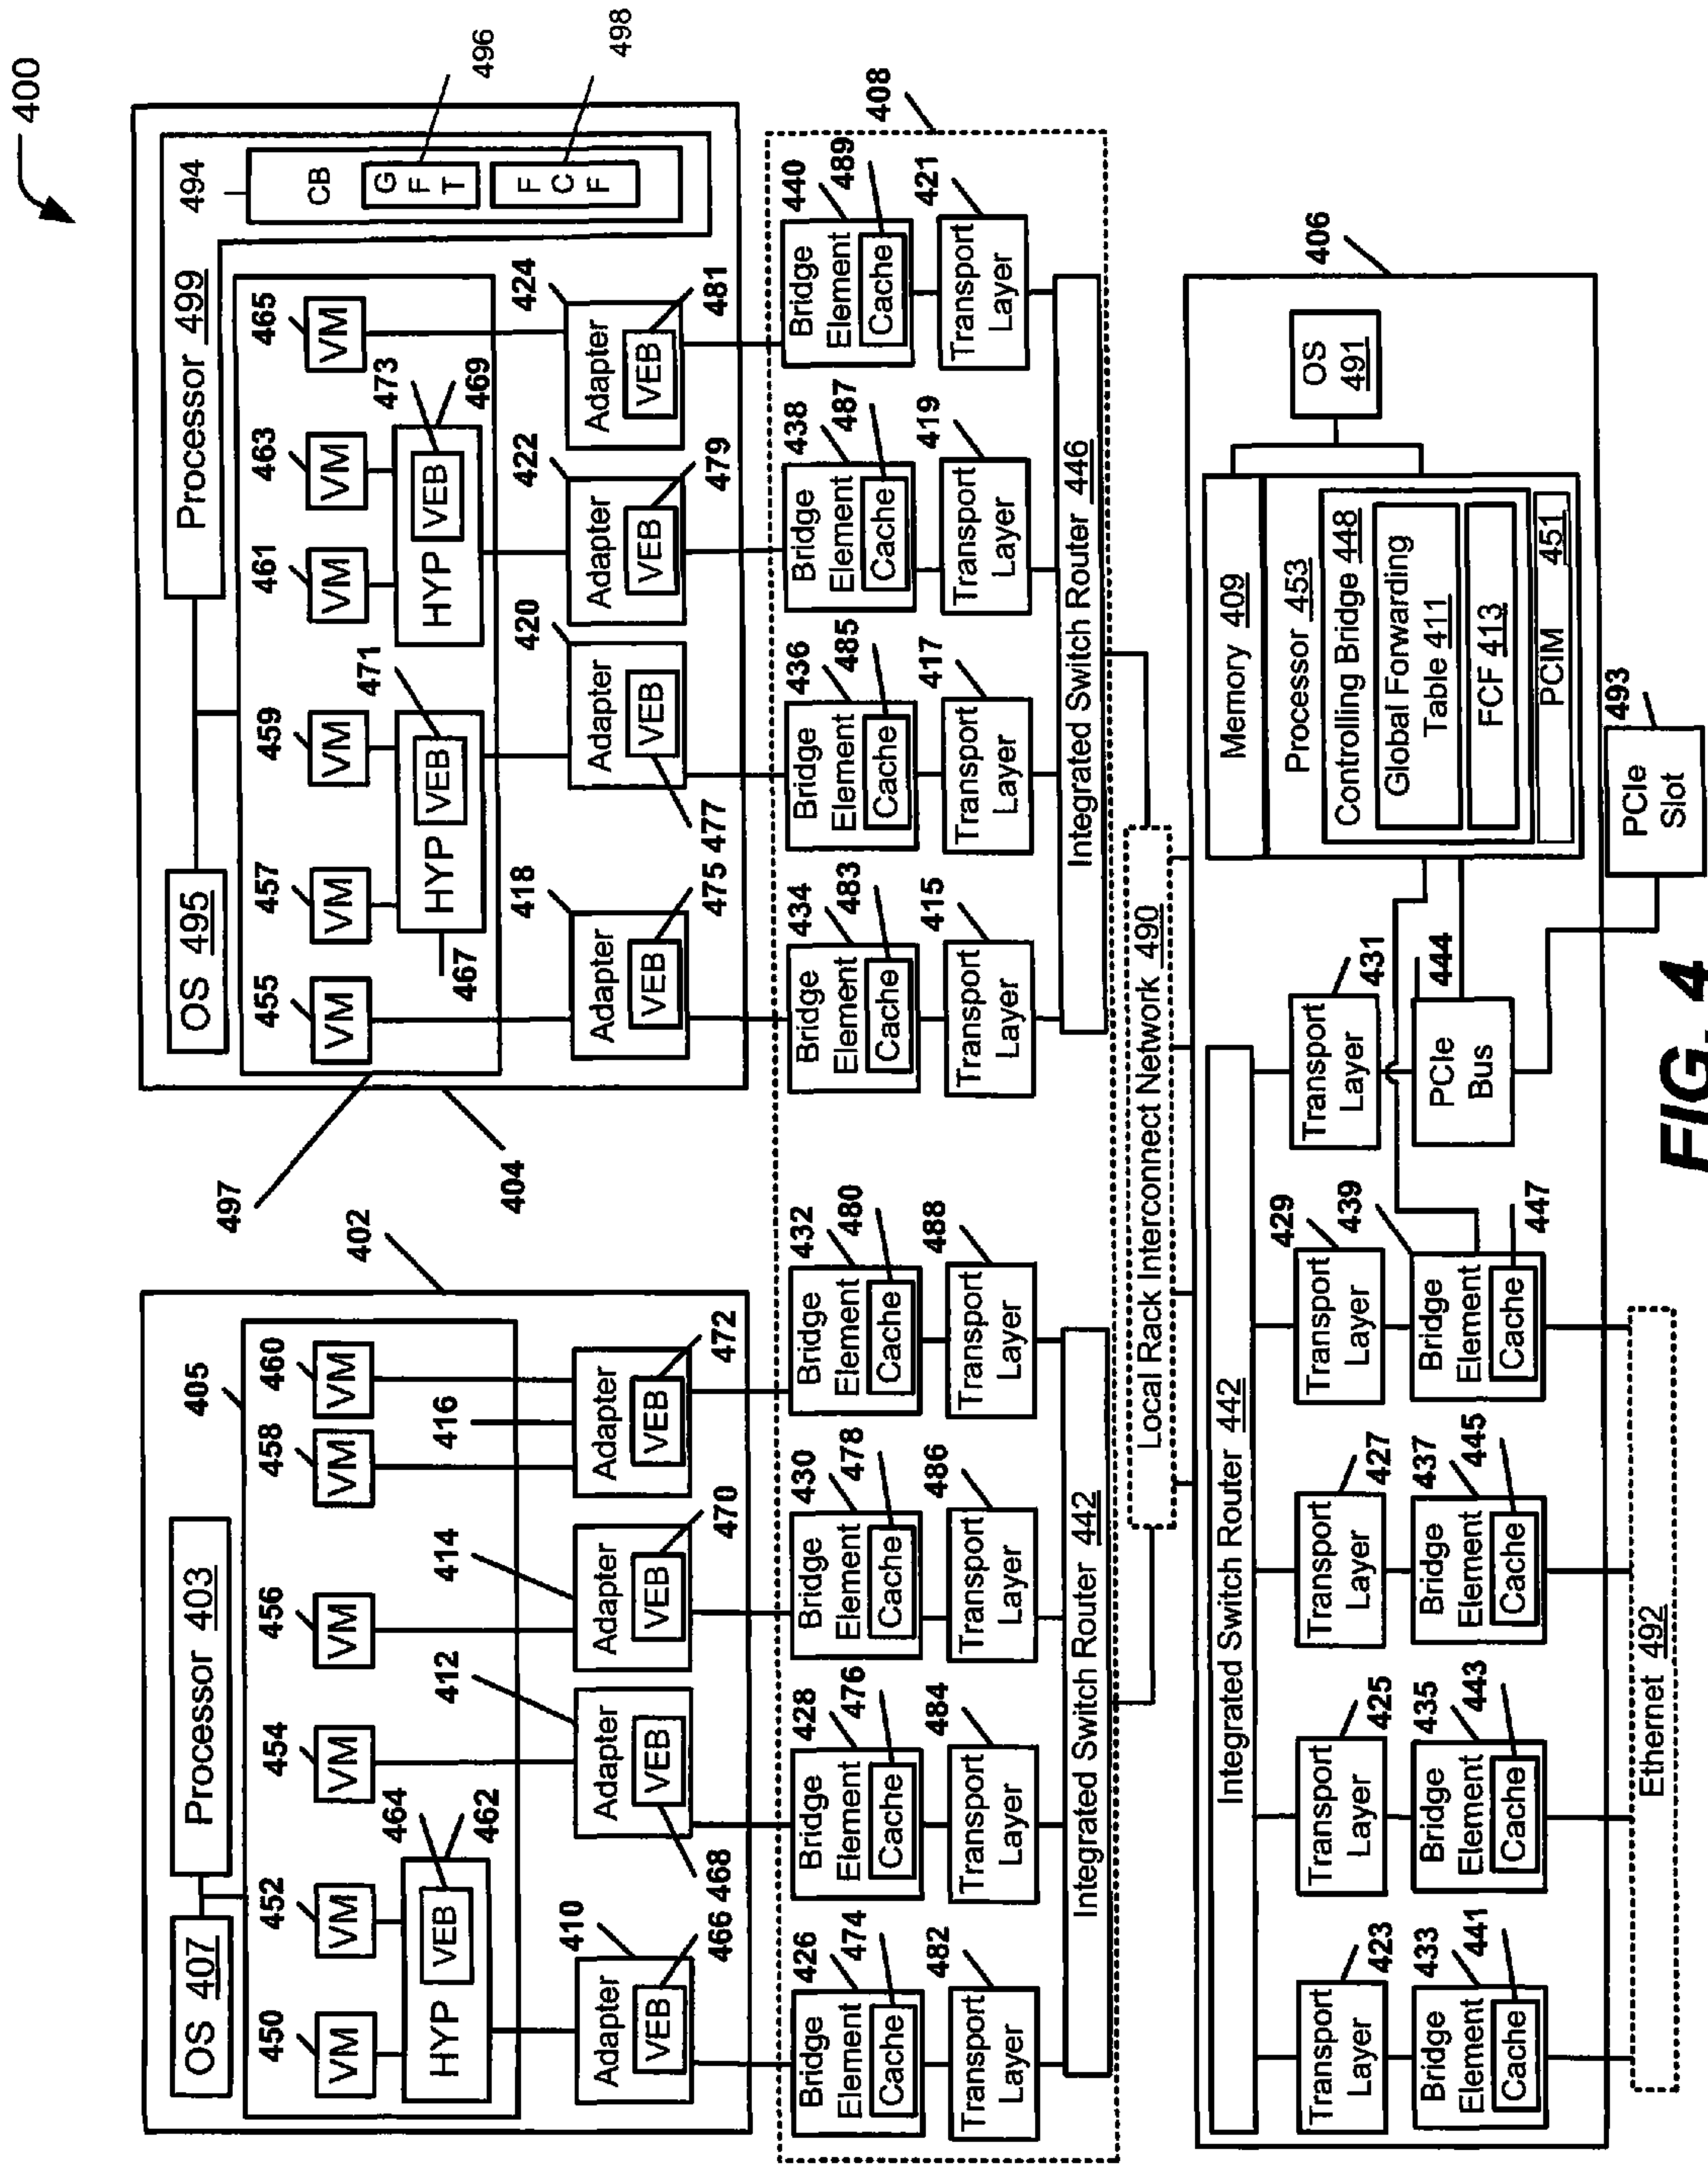 400
402
405
OS 407
Processor 403
450
452
454
456
458
460
VM
VM
VM
VM
VM
VM
464
462
HYP
VEB
416
410
412
414
Adapter
Adapter
Adapter
Adapter
VEB
VEB
VEB
VEB
466
468
470
472
497
404
OS 495
Processor 499
494
CB
G
F
T
F
C
F
496
498
455
457
459
461
463
465
VM
VM
VM
VM
VM
VM
471
473
469
HYP
VEB
HYP
VEB
467
418
420
422
424
Adapter
Adapter
Adapter
Adapter
VEB
VEB
VEB
VEB
475
477
479
481
408
426
474
428
476
430
478
432
480
434
483
436
485
438
487
440
489
Bridge
Element
Cache
Bridge
Element
Cache
Bridge
Element
Cache
Bridge
Element
Cache
Bridge
Element
Cache
Bridge
Element
Cache
Bridge
Element
Cache
Bridge
Element
Cache
482
484
486
488
415
417
419
421
Transport
Layer
Transport
Layer
Transport
Layer
Transport
Layer
Transport
Layer
Transport
Layer
Transport
Layer
Transport
Layer
Integrated Switch Router 442
Integrated Switch Router 446
Local Rack Interconnect Network 490
406
Integrated Switch Router 442
423
425
427
429
431
Transport
Layer
Transport
Layer
Transport
Layer
Transport
Layer
Transport
Layer
433
441
435
443
437
445
439
447
Bridge
Element
Cache
Bridge
Element
Cache
Bridge
Element
Cache
Bridge
Element
Cache
444
PCIe
Bus
Memory 409
Processor 453
Controlling Bridge 448
Global Forwarding
Table 411
FCF 413
PCIM 451
OS
491
493
PCIe
Slot
Ethernet 492
FIG. 4